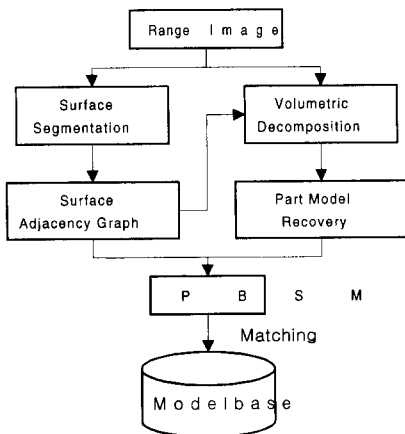 Range Image
Surface
Segmentation
Volumetric
Decomposition
Surface
Adjacency Graph
Part Model
Recovery
P B S M
Matching
Modelbase